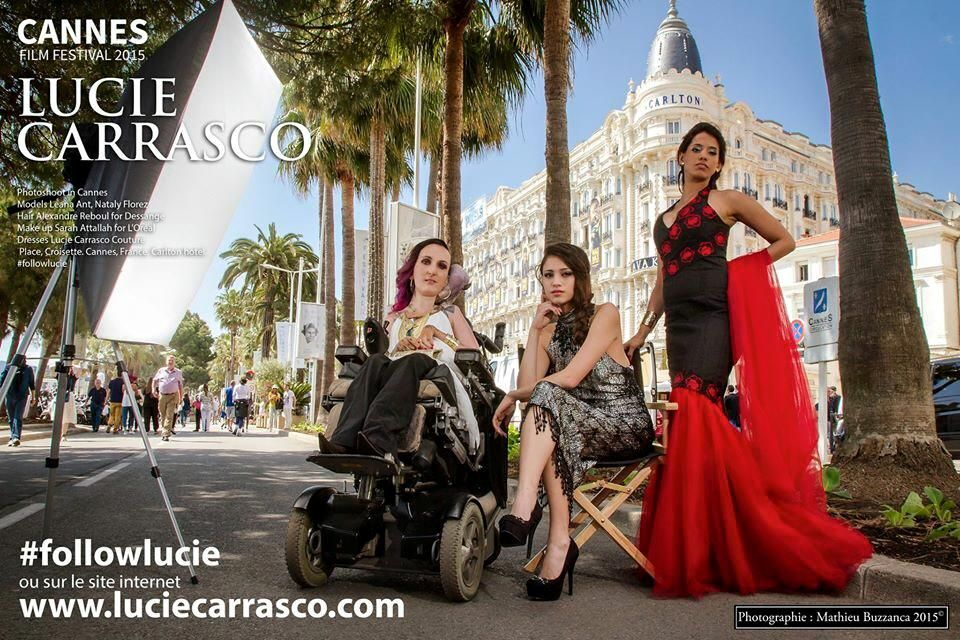 CANNES
FILM FESTIVAL 2015
LUCIE
CARRASCO
Photoshoot in Cannes
Models Leana Ant, Nataly Florez
Hair Alexandre Reboul for Dessange
Make up Sarah Attallah for L'Oréal
Dresses Lucie Carrasco Couture
Place, Croisette. Cannes, France. Carlton hotel.
#followlucie
CARLTON
CANNES
#followlucie
ou sur le site internet
www.luciecarrasco.com
Photographie : Mathieu Buzzanca 2015©